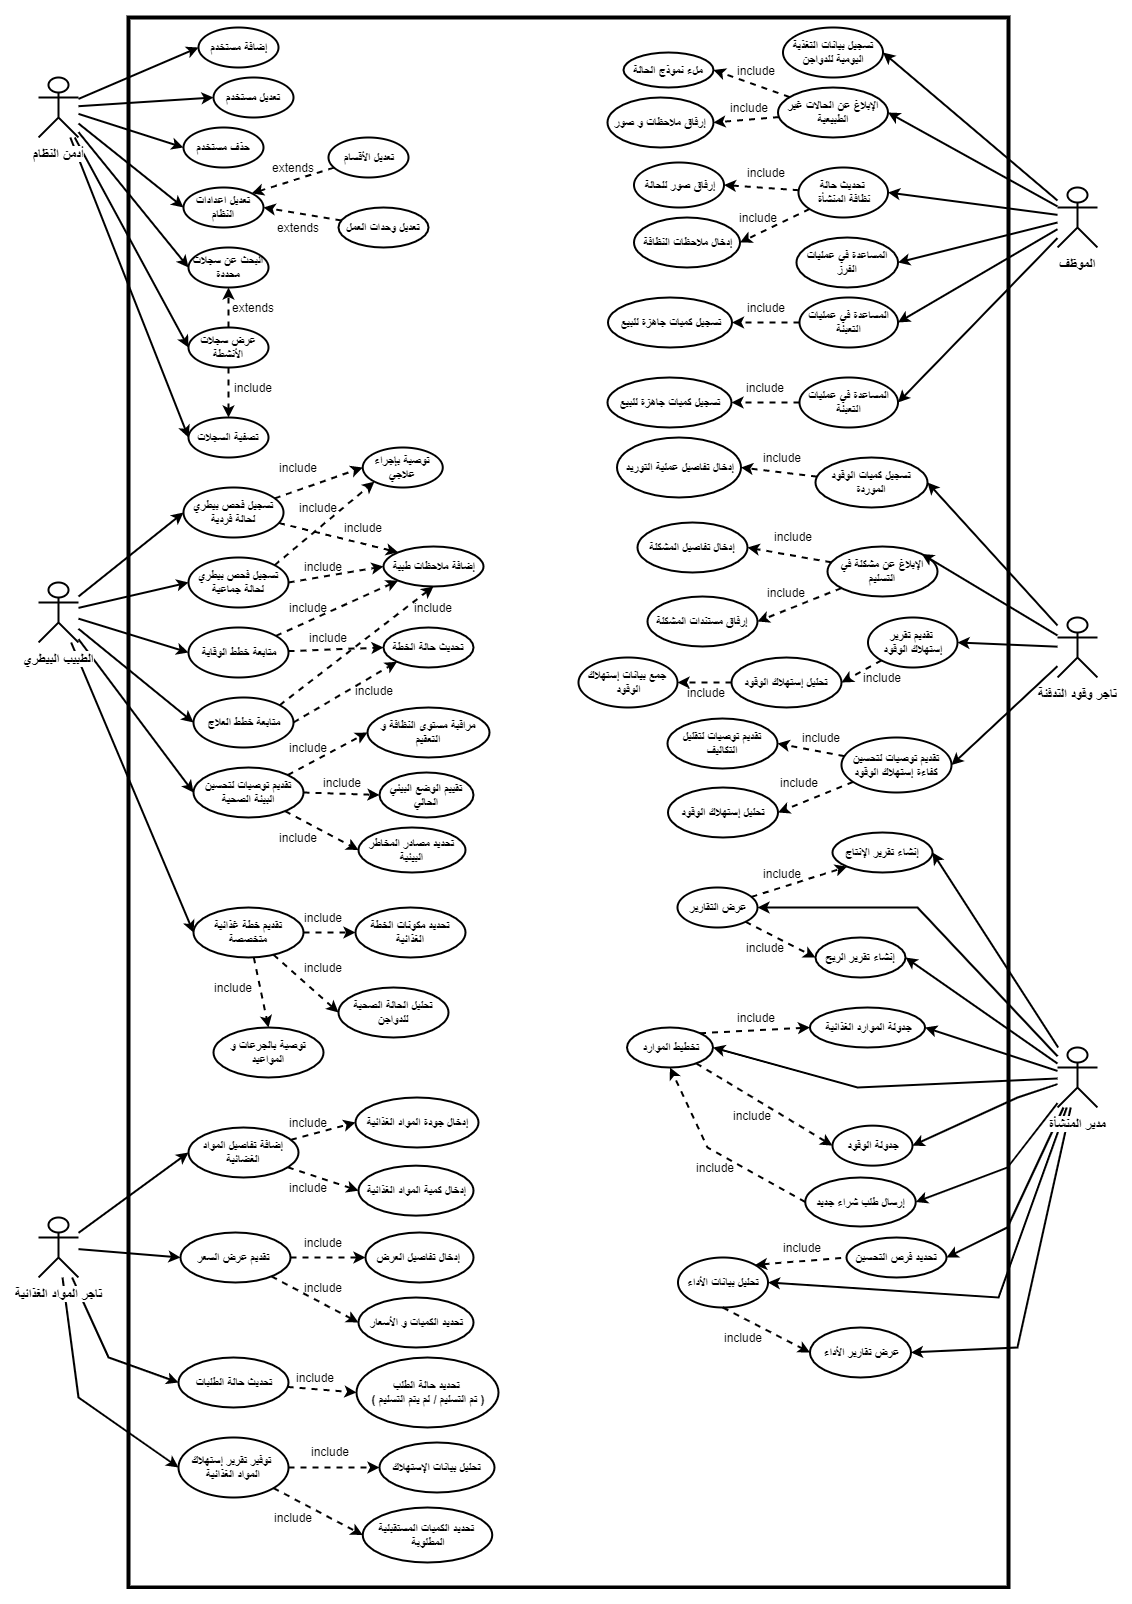 إضافة مستخدم
تعديل مستخدم
حذف مستخدم
أدمن النظام
تعديل الأقسام
extends
تعديل اعدادات
النظام
extends
تعديل وحدات العمل
البحث عن سجلات
محددة
extends
عرض سجلات
الأنشطة
include
تصفية السجلات
توصية بإجراء
علاجي
include
تسجيل فحص بيطري
لحالة فردية
include
include
تسجيل فحص بيطري
لحالة جماعية
include
إضافة ملاحظات طبية
include
include
الطبيب البيطري
متابعة خطط الوقاية
include
تحديث حالة الخطة
include
متابعة خطط العلاج
مراقبة مستوى النظافة و
التعقيم
include
تقديم توصيات لتحسين
البيئة الصحية
include
تقييم الوضع البيئي
الحالي
include
تحديد مصادر المخاطر
البيئية
تقديم خطة غذائية
متخصصة
include
تحديد مكونات الخطة
الغذائية
include
include
تحليل الحالة الصحية
للدواجن
توصية بالجرعات و
المواعيد
include
إدخال جودة المواد الغذائية
إضافة تفاصيل المواد
الغضائية
include
إدخال كمية المواد الغذائية
تاجر المواد الغذائية
تقديم عرض السعر
include
إدخال تفاصيل العرض
include
تحديد الكميات و الأسعار
تحديث حالة الطلبات
include
تحديد حالة الطلب
( تم التسليم / لم يتم التسليم )
توفير تقرير إستهلاك
المواد الغذائية
include
تحليل بيانات الإستهلاك
include
تحديد الكميات المستقبلية
المطلوبة
تسجيل بيانات التغذية
اليومية للدواجن
ملء نموذج الحالة
include
الإبلاغ عن الحالات غير
الطبيعية
include
إرفاق ملاحظات و صور
include
تحديث حالة
نظافة المنشأة
إرفاق صور للحالة
include
إدخال ملاحظات النظافة
المساعدة في عمليات
الفرز
الموظف
include
المساعدة في عمليات
التعبئة
تسجيل كميات جاهزة للبيع
include
المساعدة في عمليات
التعبئة
تسجيل كميات جاهزة للبيع
include
تسجيل كميات الوقود
الموردة
إدخال تفاصيل عملية التوريد
include
إدخال تفاصيل المشكلة
الإبلاغ عن مشكلة في
التسليم
include
إرفاق مستندات المشكلة
تقديم تقرير
إستهلاك الوقود
include
تحليل إستهلاك الوقود
include
جمع بيانات إستهلاك
الوقود
تاجر وقود التدفئة
include
تقديم توصيات لتقليل
التكاليف
تقديم توصيات لتحسين
كفاءة إستهلاك الوقود
include
تحليل إستهلاك الوقود
إنشاء تقرير الإنتاج
include
عرض التقارير
include
إنشاء تقرير الربح
include
جدولة الموارد الغذائية
تخطيط الموارد
include
جدولة الوقود
include
إرسال طلب شراء جديد
مدير المنشأة
include
تحديد فرص التحسين
تحليل بيانات الأداء
include
عرض تقارير الأداء